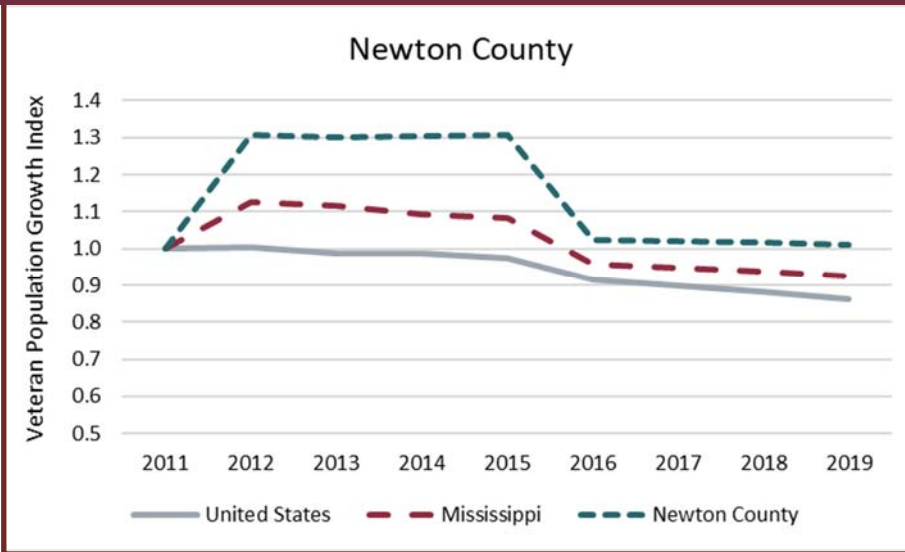 Newton County
Veteran Population Growth Index
1.4
1.3
1.2
1.1
1.0
0.9
0.8
0.7
0.6
0.5
2011 2012 2013 2014 2015 2016 2017 2018 2019
United States Mississippi Newton County